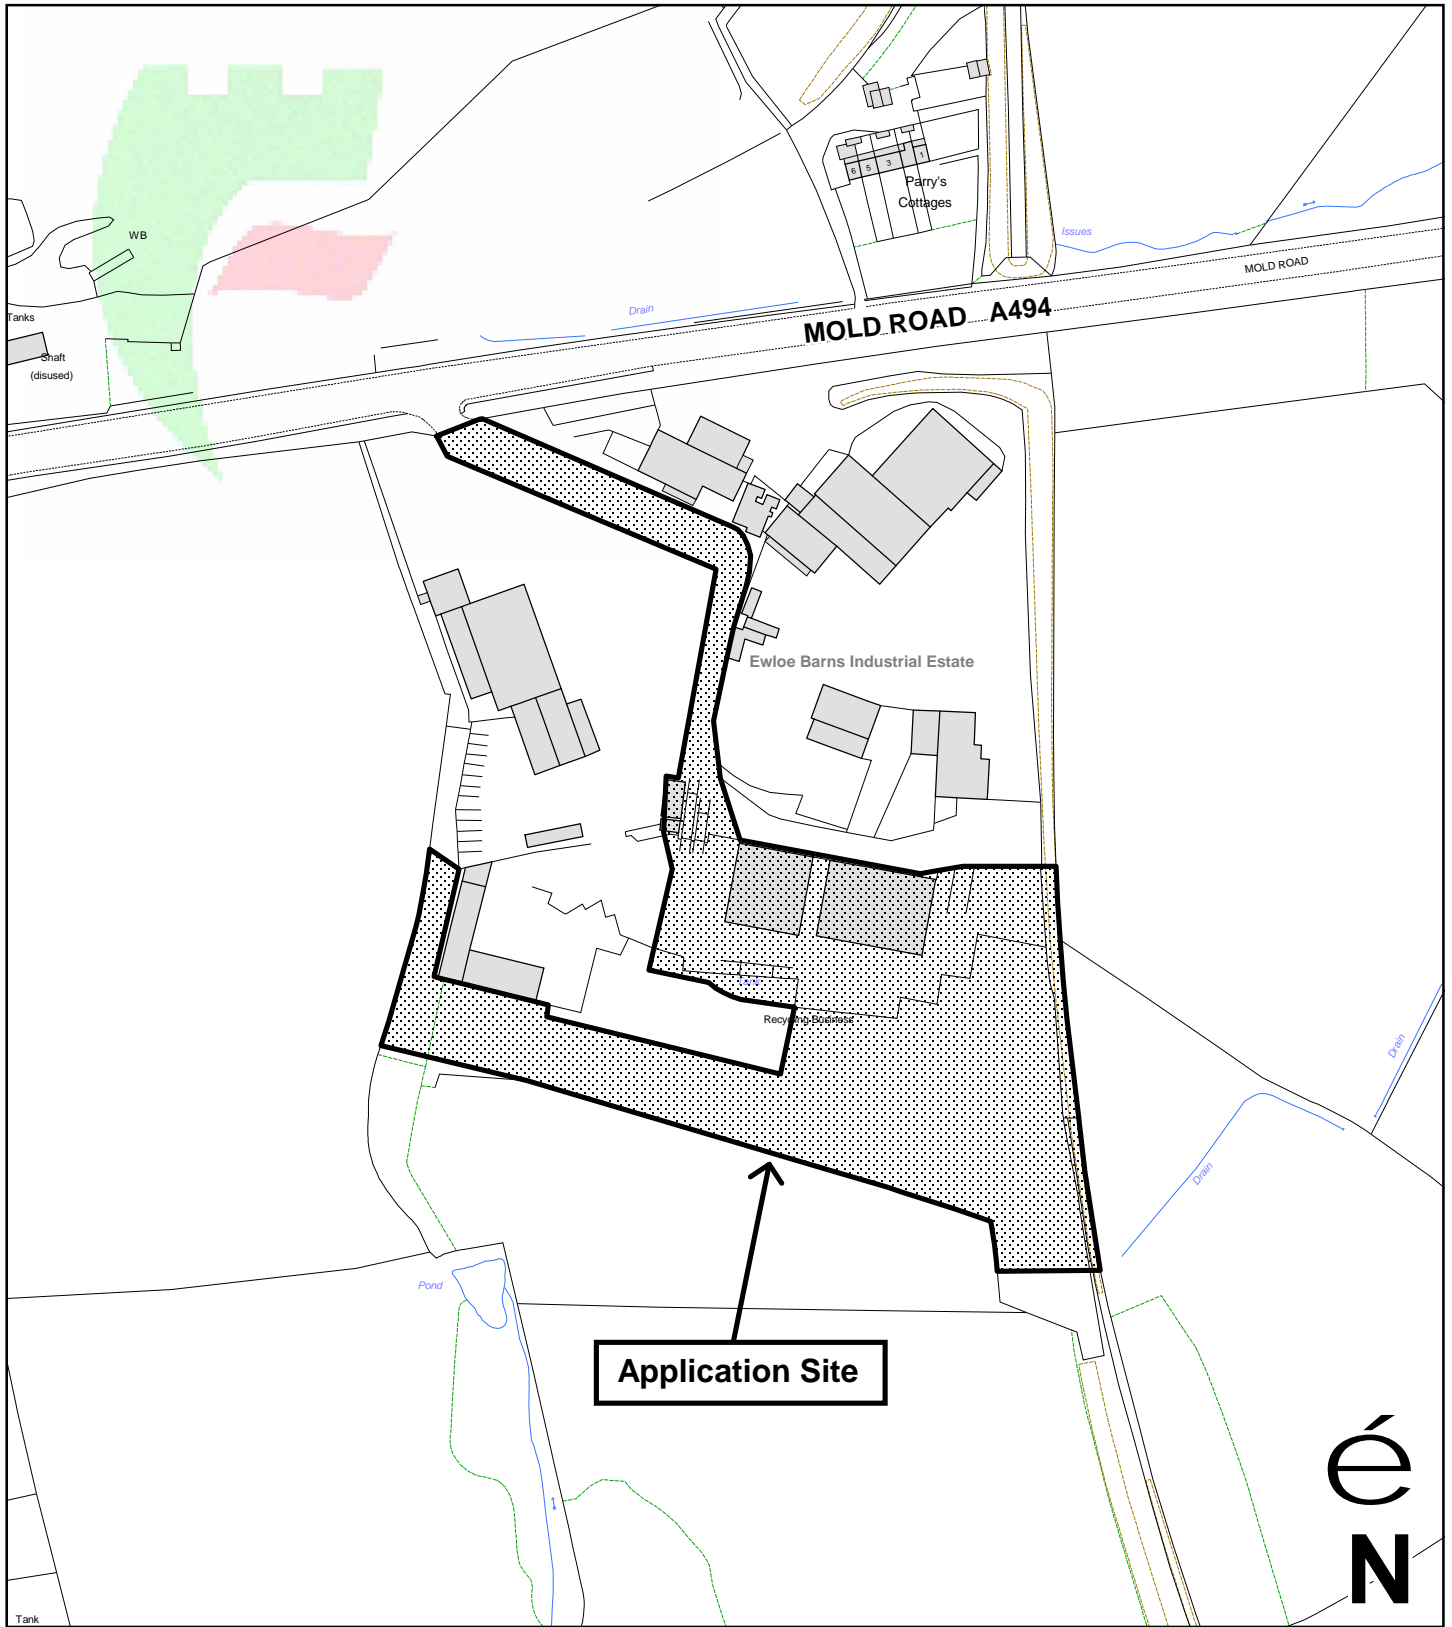 1
3
5
6
Parry's
Cottages
WB
Issues
MOLD ROAD
Drain
Tanks
MOLD ROAD A494
Shaft
(disused)
Ewloe Barns Industrial Estate
Tank
Recycling Business
Drain
Drain
Pond
Application Site
é
N
Tank